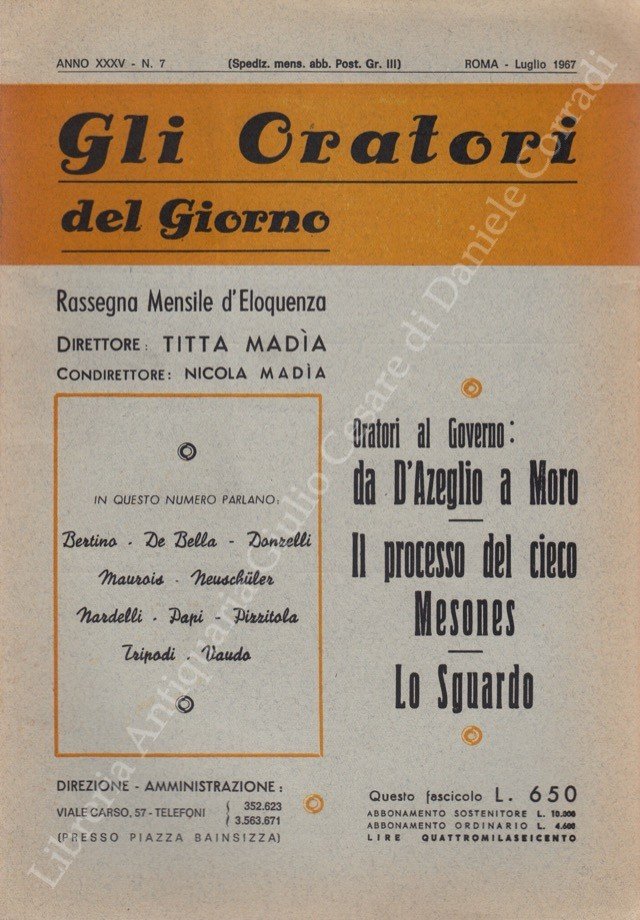 ANNO XXXV - N. 7 (Spediz. mens. abb. Post. Gr. III) ROMA - Luglio 1967
Gli Oratori
del Giorno
Rassegna Mensile d'Eloquenza
DIRETTORE: TITTA MADÌA
CONDIRETTORE: NICOLA MADÌA
IN QUESTO NUMERO PARLANO:
Bertino - De Bella - Donzelli
Maurois - Neuschüler
Nardelli - Papi - Pizzitola
Tripodi - Vaudo
Oratori al Governo:
da D'Azeglio a Moro
Il processo del cieco
Mesones
Lo Sguardo
DIREZIONE - AMMINISTRAZIONE:
VIALE CARSO, 57 - TELEFONI 352.623
3.563.671
(PRESSO PIAZZA BAINSIZZA)
Questo fascicolo L. 650
ABBONAMENTO SOSTENITORE L. 10.000
ABBONAMENTO ORDINARIO L. 4.600
LIRE QUATTROMILASEICENTO
Libreria Antiquaria Giulio Cesare di Daniele Corradi